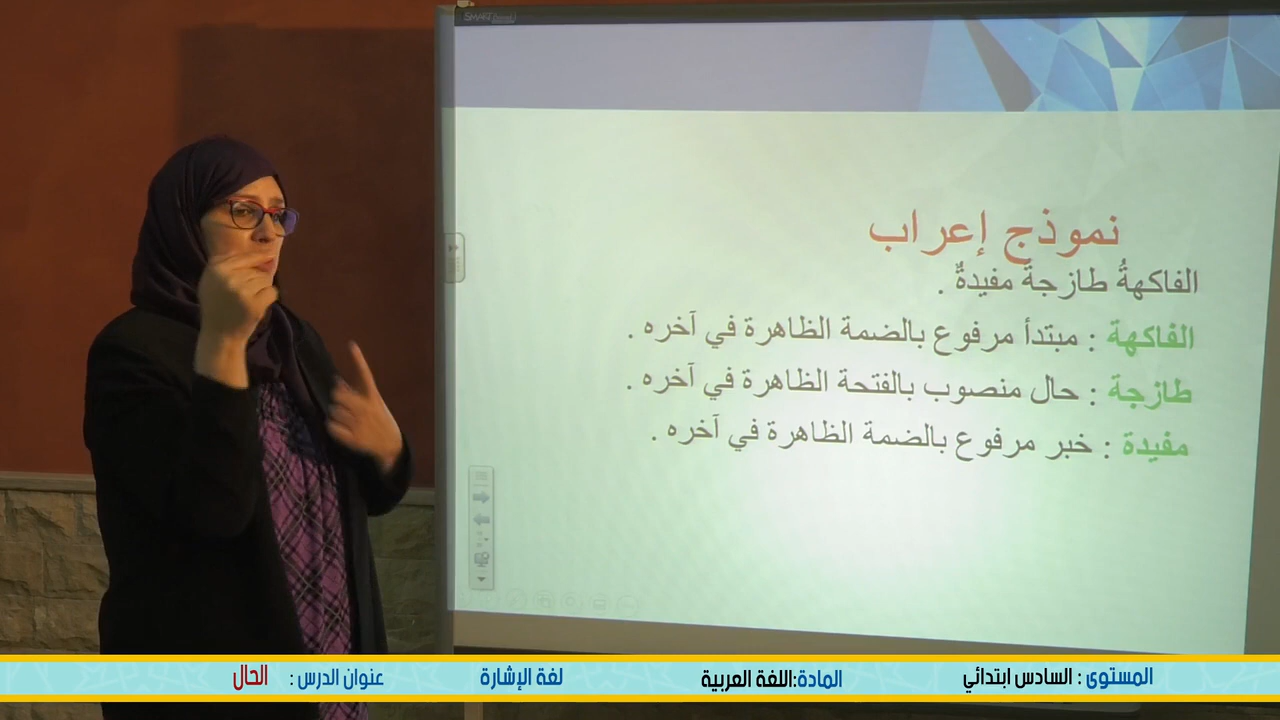 SMART
نموذج إعراب
الفاكهةُ طازجةً مفيدةٌ .
الفاكهة : مبتدأ مرفوع بالضمة الظاهرة في آخره .
طازجة : حال منصوب بالفتحة الظاهرة في آخره .
مفيدة : خبر مرفوع بالضمة الظاهرة في آخره .
المستوى : السادس ابتدائي المادة:اللغة العربية لغة الإشارة عنوان الدرس : الحال